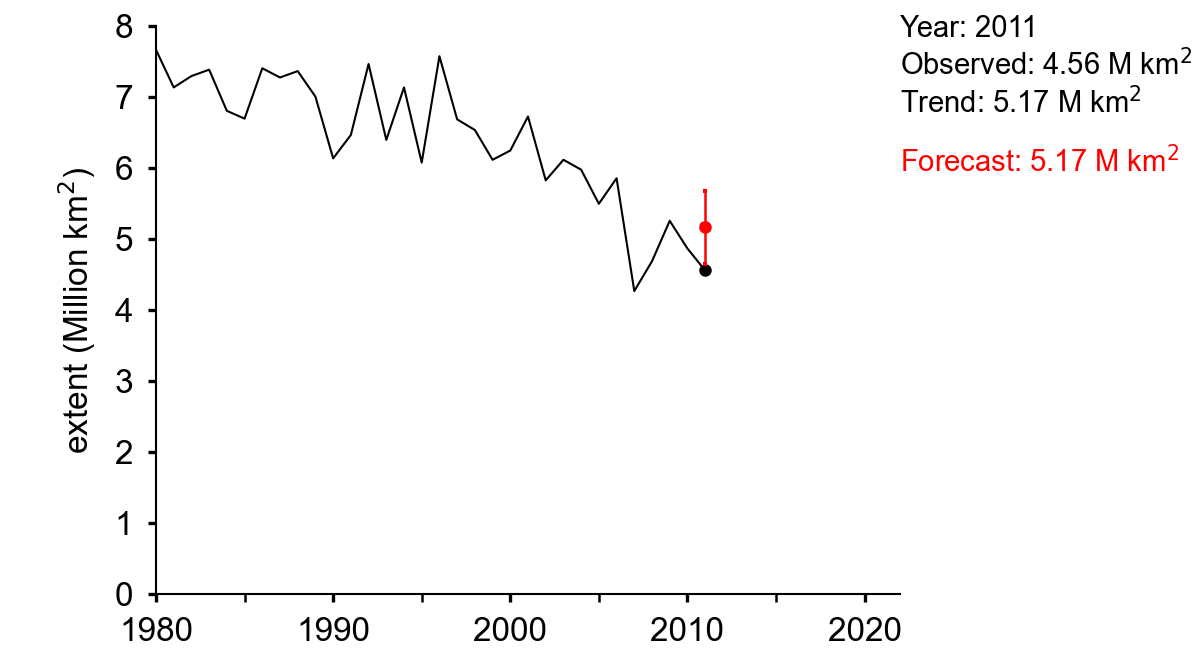 8
7
6
5
4
3
2
1
0
extent (Million km²)
1980 1990 2000 2010 2020
Year: 2011
Observed: 4.56 M km²
Trend: 5.17 M km²
Forecast: 5.17 M km²